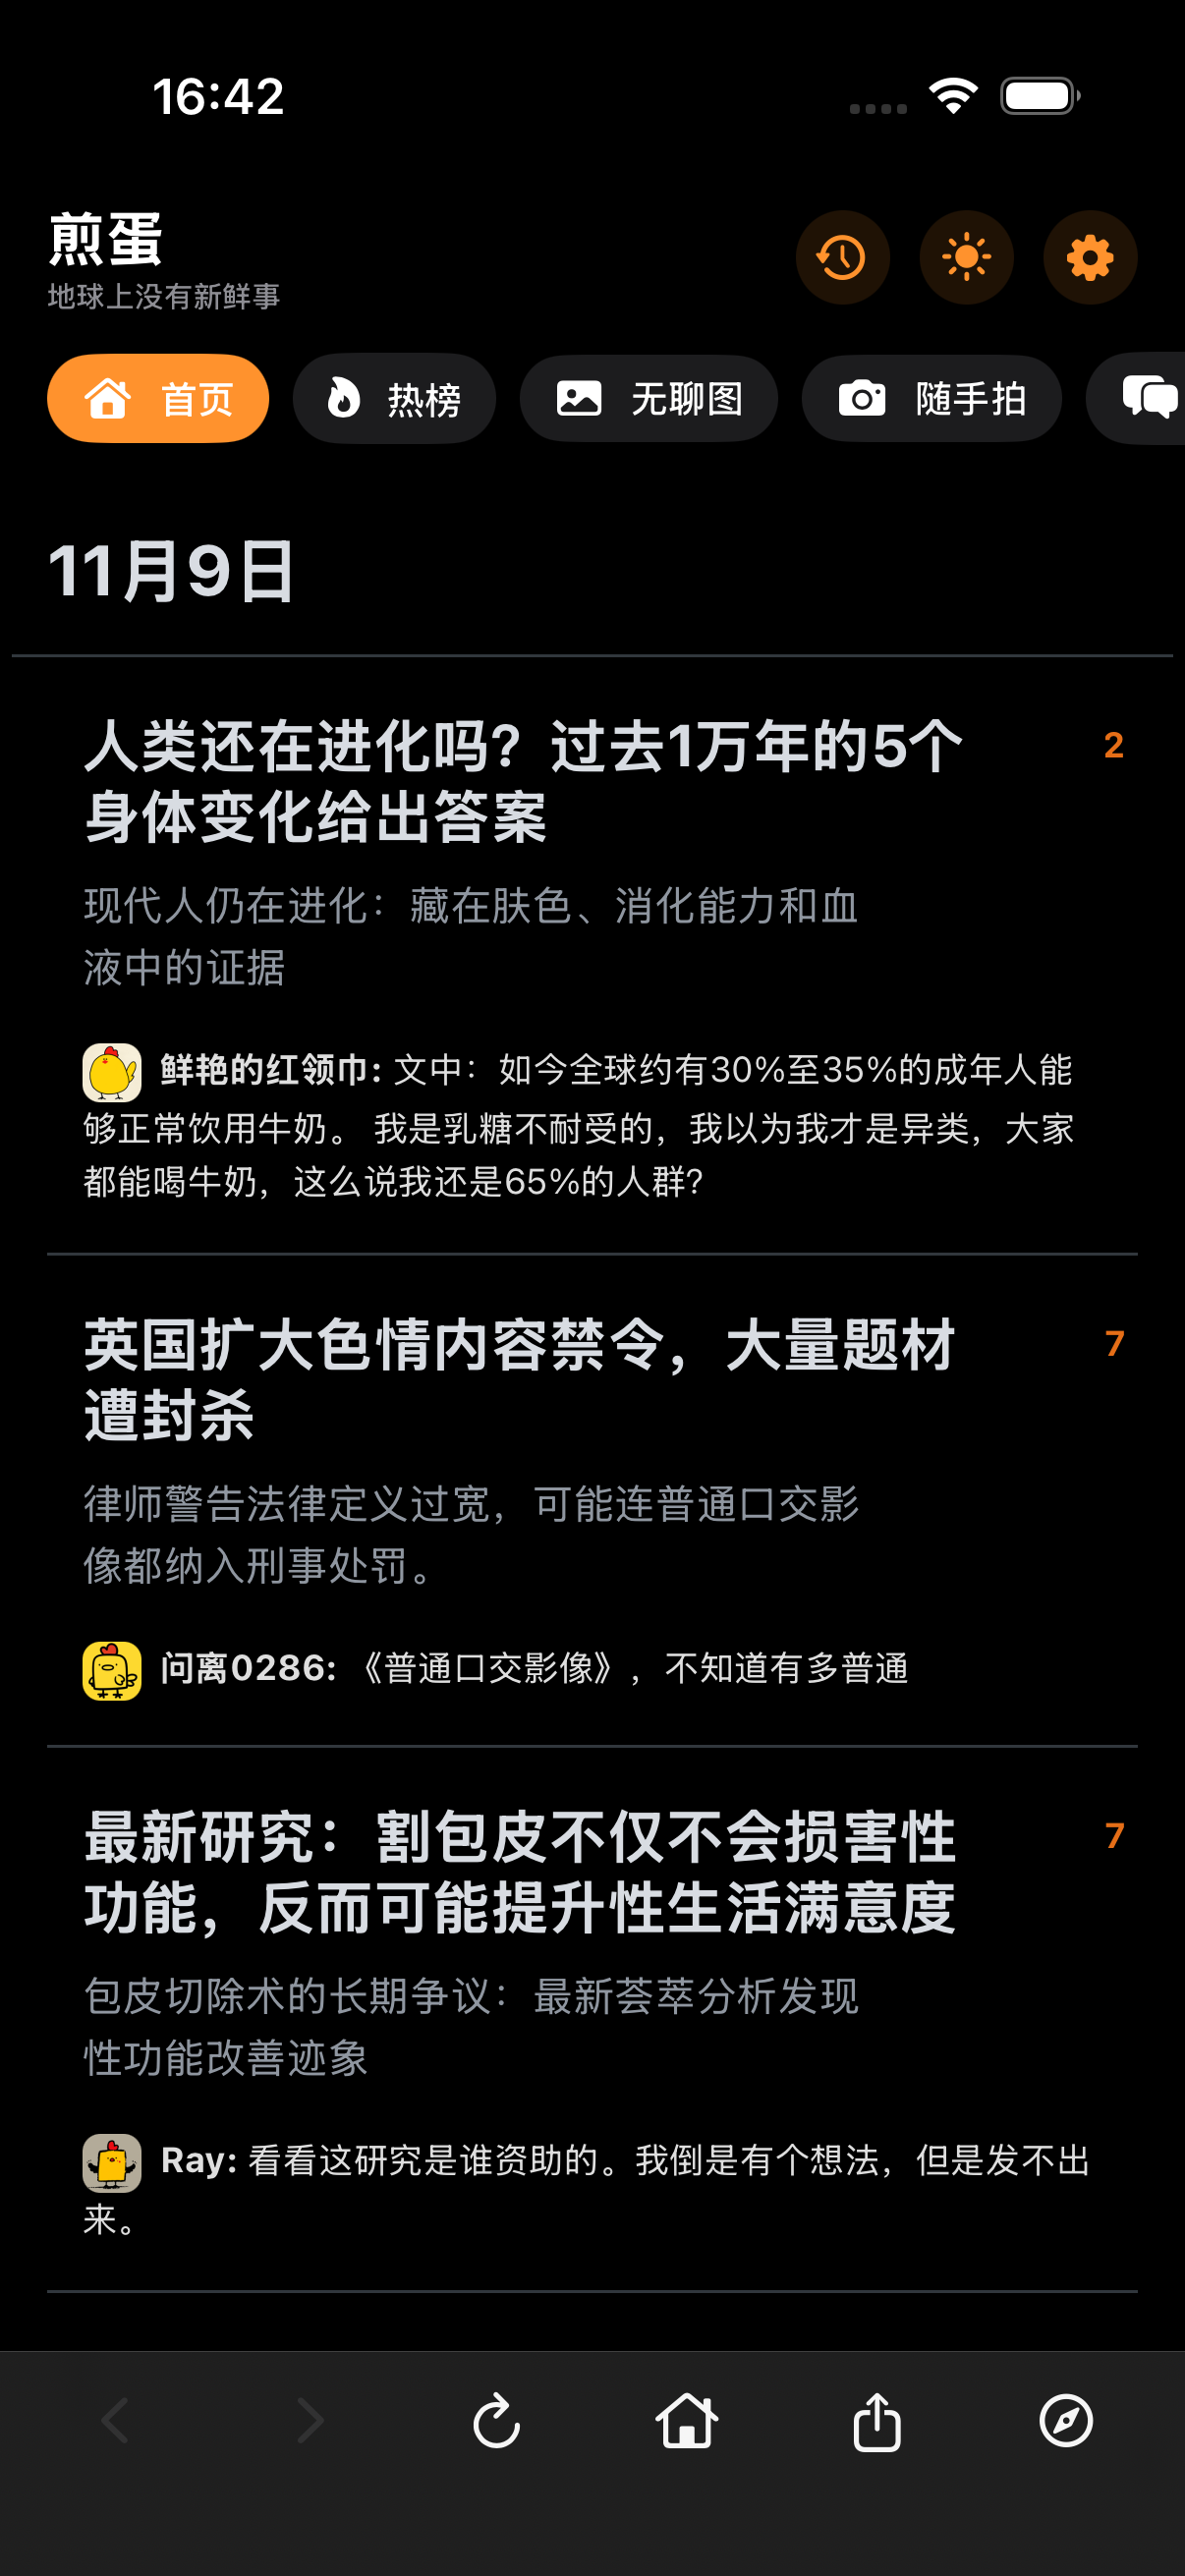 16:42
煎蛋
地球上没有新鲜事
首页 热榜 无聊图 随手拍
11月9日
人类还在进化吗？过去1万年的5个 2
身体变化给出答案
现代人仍在进化：藏在肤色、消化能力和血
液中的证据
鲜艳的红领巾: 文中：如今全球约有30%至35%的成年人能
够正常饮用牛奶。 我是乳糖不耐受的，我以为我才是异类，大家
都能喝牛奶，这么说我还是65%的人群?
英国扩大色情内容禁令，大量题材 7
遭封杀
律师警告法律定义过宽，可能连普通口交影
像都纳入刑事处罚。
问离0286: 《普通口交影像》，不知道有多普通
最新研究：割包皮不仅不会损害性 7
功能，反而可能提升性生活满意度
包皮切除术的长期争议：最新荟萃分析发现
性功能改善迹象
Ray: 看看这研究是谁资助的。我倒是有个想法，但是发不出
来。